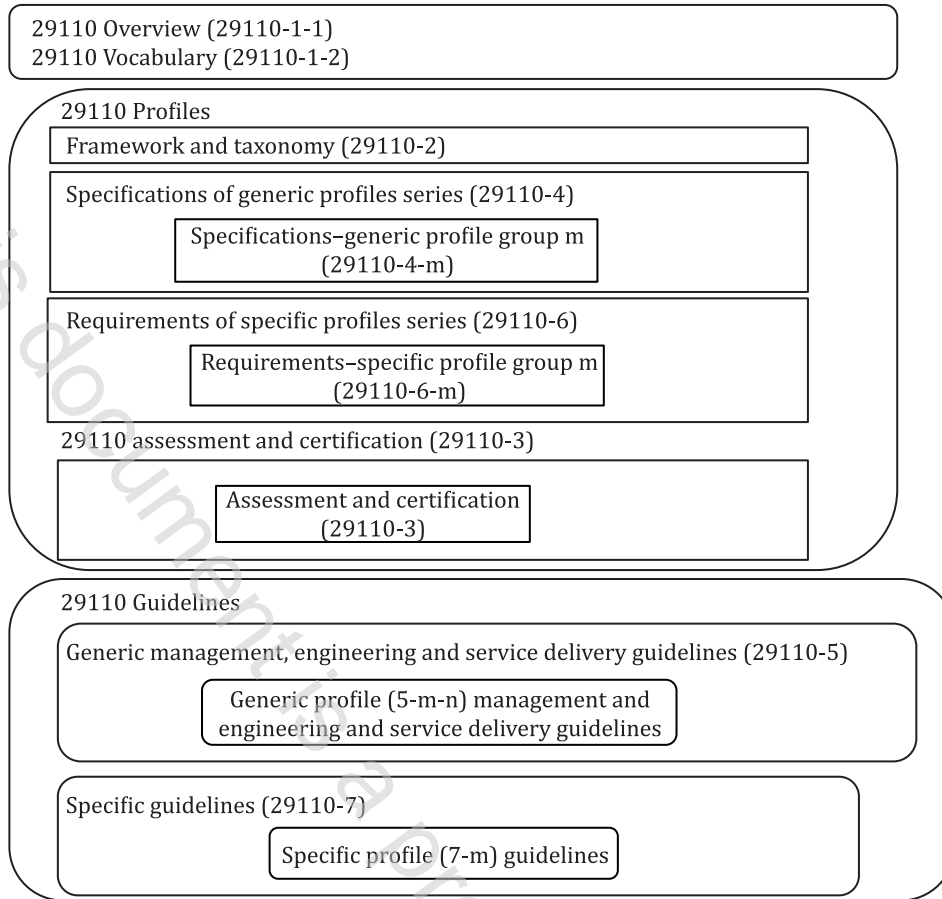 29110 Overview (29110-1-1)
29110 Vocabulary (29110-1-2)
29110 Profiles
Framework and taxonomy (29110-2)
Specifications of generic profiles series (29110-4)
Specifications–generic profile group m
(29110-4-m)
Requirements of specific profiles series (29110-6)
Requirements–specific profile group m
(29110-6-m)
29110 assessment and certification (29110-3)
Assessment and certification
(29110-3)
29110 Guidelines
Generic management, engineering and service delivery guidelines (29110-5)
Generic profile (5-m-n) management and
engineering and service delivery guidelines
Specific guidelines (29110-7)
Specific profile (7-m) guidelines
document is a